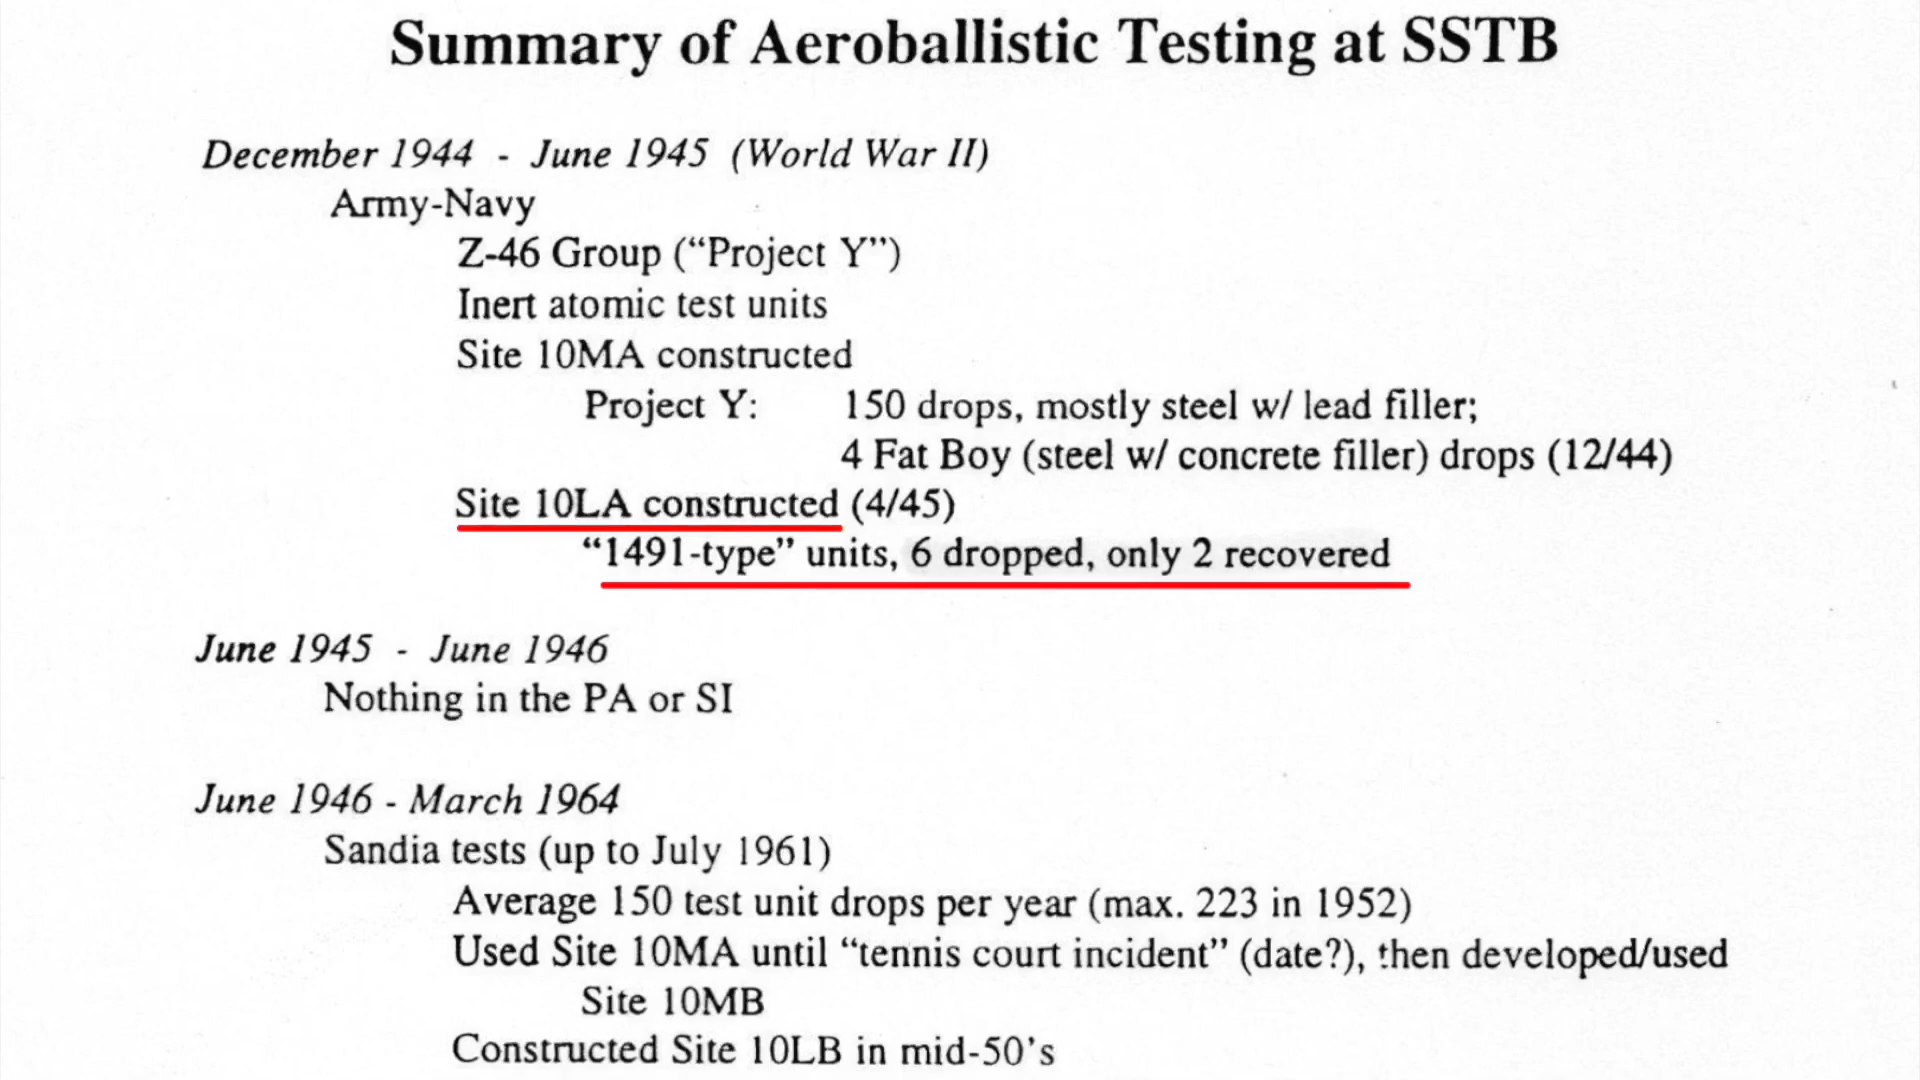 Summary of Aeroballistic Testing at SSTB
December 1944 - June 1945 (World War II)
Army-Navy
Z-46 Group (“Project Y”)
Inert atomic test units
Site 10MA constructed
Project Y: 150 drops, mostly steel w/ lead filler;
4 Fat Boy (steel w/ concrete filler) drops (12/44)
Site 10LA constructed (4/45)
“1491-type” units, 6 dropped, only 2 recovered
June 1945 - June 1946
Nothing in the PA or SI
June 1946 - March 1964
Sandia tests (up to July 1961)
Average 150 test unit drops per year (max. 223 in 1952)
Used Site 10MA until “tennis court incident” (date?), then developed/used
Site 10MB
Constructed Site 10LB in mid-50’s